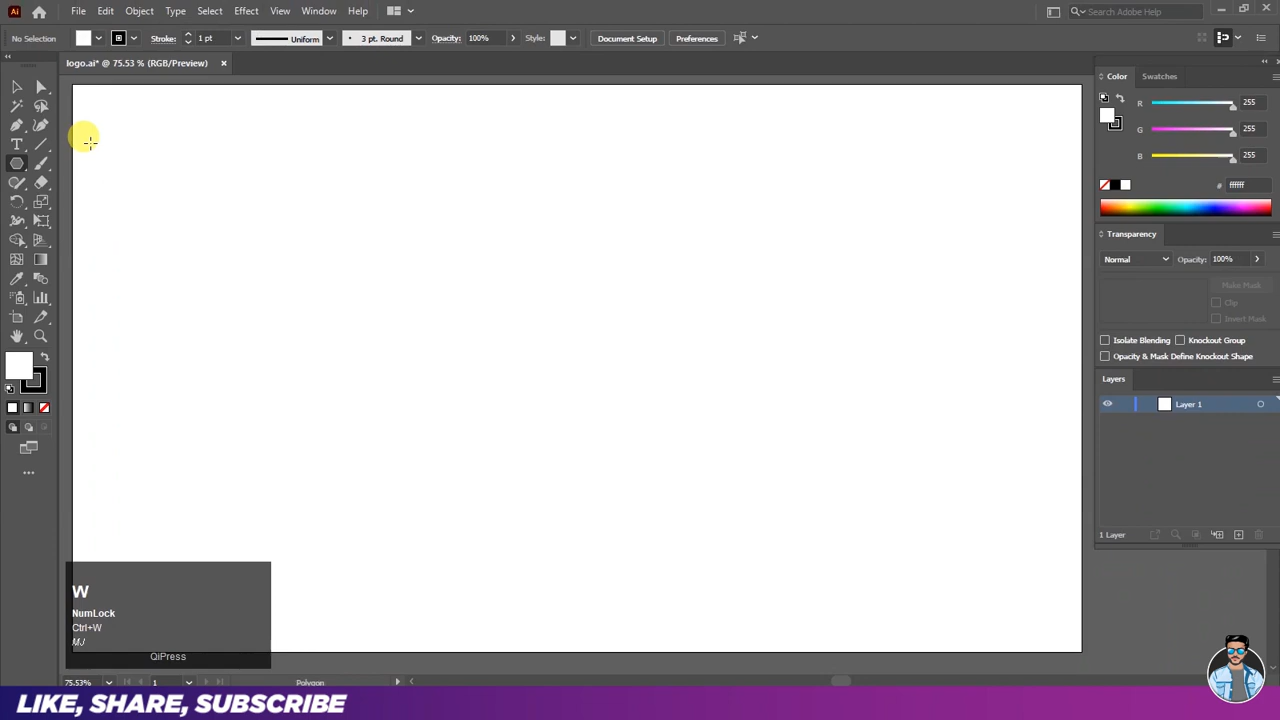 Ai File Edit Object Type Select Effect View Window Help Search Adobe Help
No Selection Stroke: 1 pt Uniform 3 pt. Round Opacity: 100% Style: Document Setup Preferences
logo.ai* @ 75.53 % (RGB/Preview)
Color Swatches
R 255
G 255
B 255
# ffffff
Transparency
Normal Opacity: 100%
Make Mask
Clip
Invert Mask
Isolate Blending Knockout Group
Opacity & Mask Define Knockout Shape
Layers
Layer 1
1 Layer
W
NumLock
Ctrl+W
MJ
QiPress
75.53% 1 Polygon
LIKE, SHARE, SUBSCRIBE